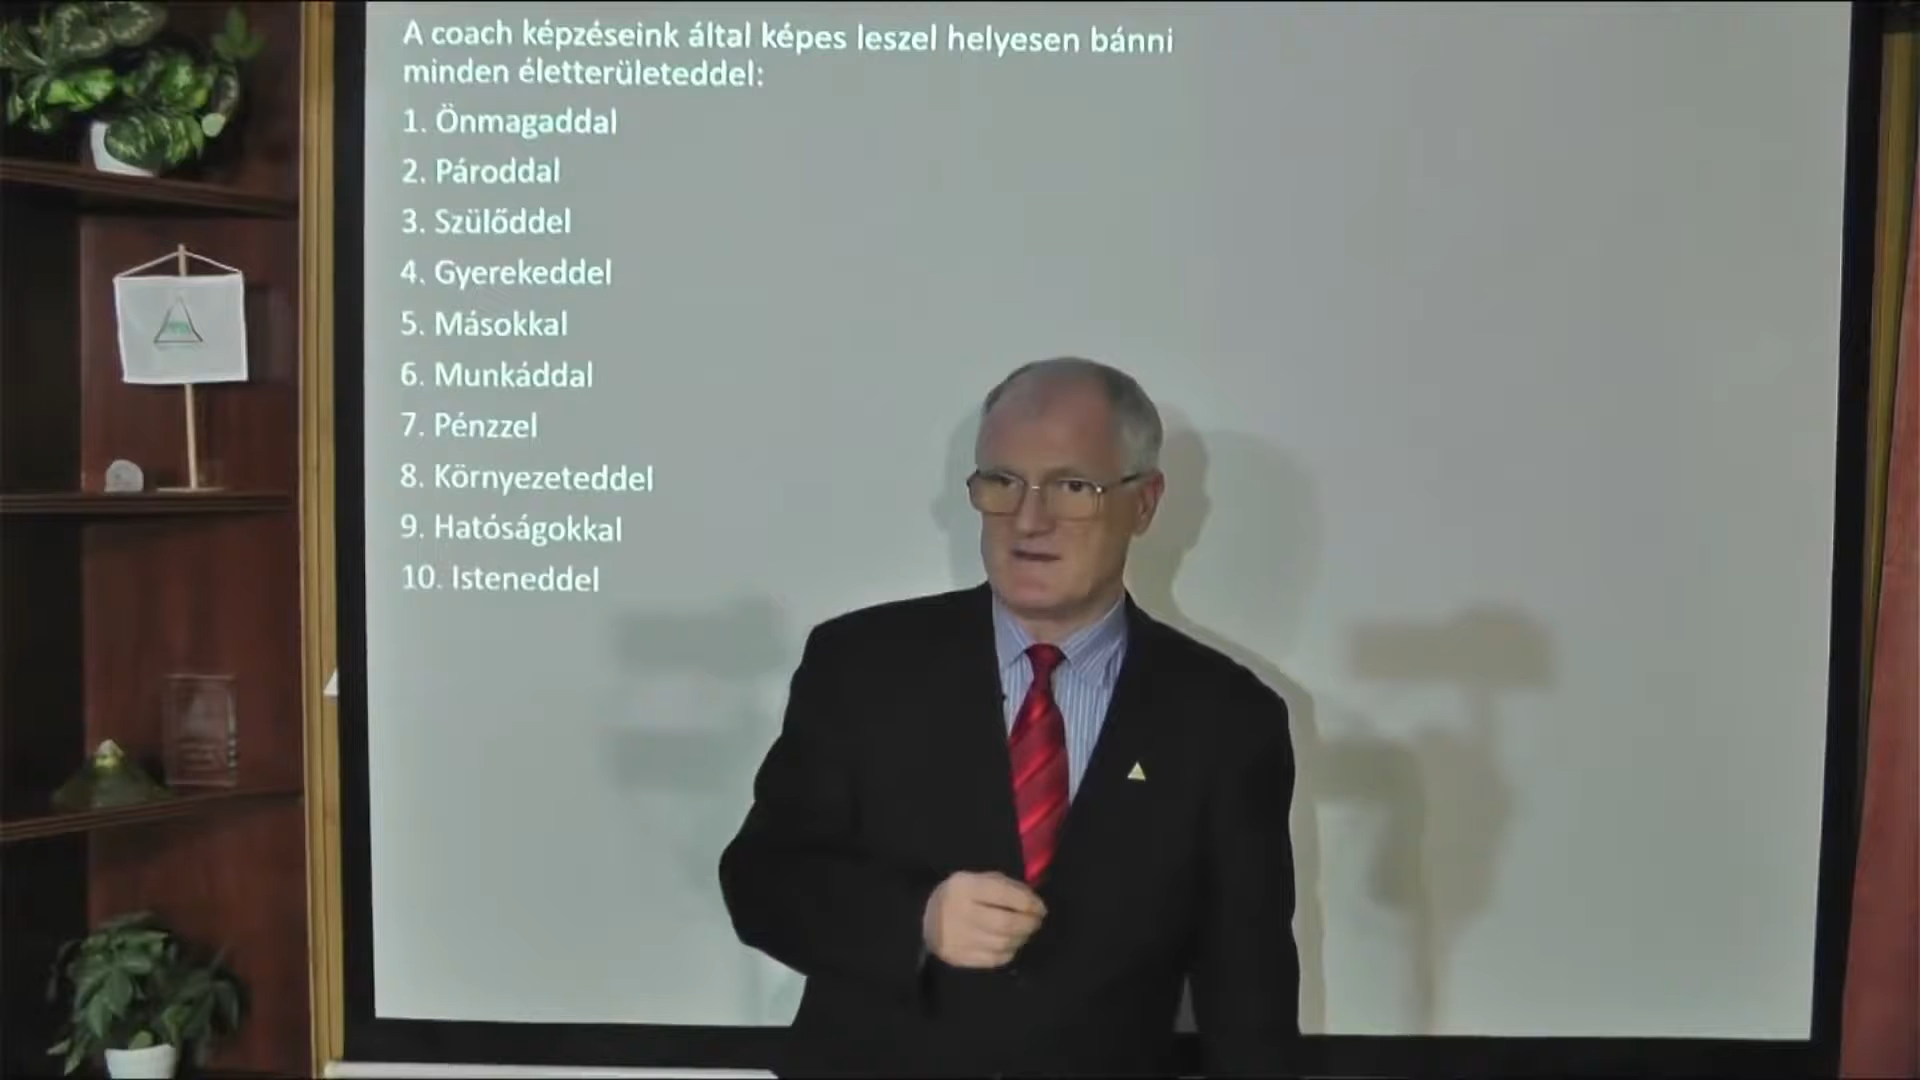 A coach képzéseink által képes leszel helyesen bánni
minden életterületeddel:
1. Önmagaddal
2. Pároddal
3. Szülőddel
4. Gyerekeddel
5. Másokkal
6. Munkáddal
7. Pénzzel
8. Környezeteddel
9. Hatóságokkal
10. Isteneddel